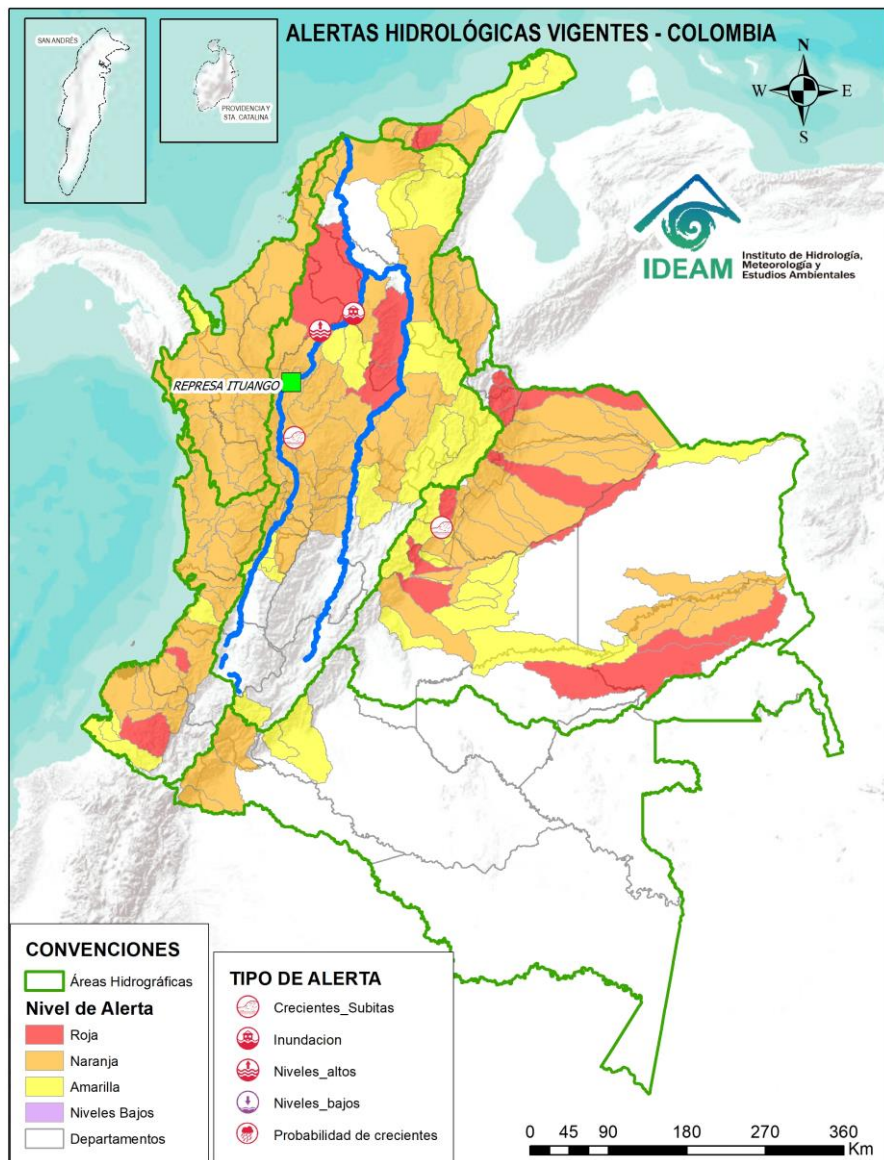 SAN ANDRÉS
PROVIDENCIA Y
STA. CATALINA
ALERTAS HIDROLÓGICAS VIGENTES - COLOMBIA
N
W E
S
IDEAM
Instituto de Hidrología,
Meteorología y
Estudios Ambientales
REPRESA ITUANGO
CONVENCIONES
Áreas Hidrográficas
Nivel de Alerta
Roja
Naranja
Amarilla
Niveles Bajos
Departamentos
TIPO DE ALERTA
Crecientes_Subitas
Inundacion
Niveles_altos
Niveles_bajos
Probabilidad de crecientes
0 45 90 180 270 360
Km